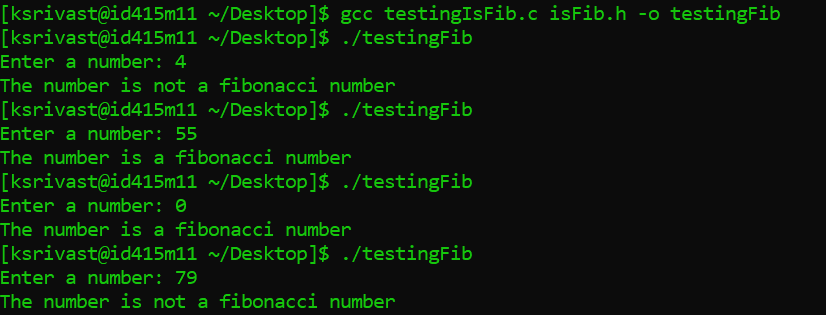 [ksrivast@id415m11 ~/Desktop]$ gcc testingIsFib.c isFib.h -o testingFib
[ksrivast@id415m11 ~/Desktop]$ ./testingFib
Enter a number: 4
The number is not a fibonacci number
[ksrivast@id415m11 ~/Desktop]$ ./testingFib
Enter a number: 55
The number is a fibonacci number
[ksrivast@id415m11 ~/Desktop]$ ./testingFib
Enter a number: 0
The number is a fibonacci number
[ksrivast@id415m11 ~/Desktop]$ ./testingFib
Enter a number: 79
The number is not a fibonacci number